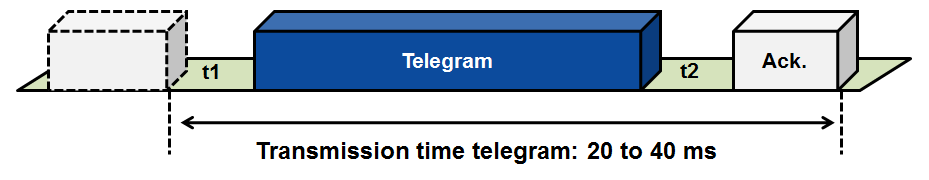 t1
Telegram
t2
Ack.
Transmission time telegram: 20 to 40 ms